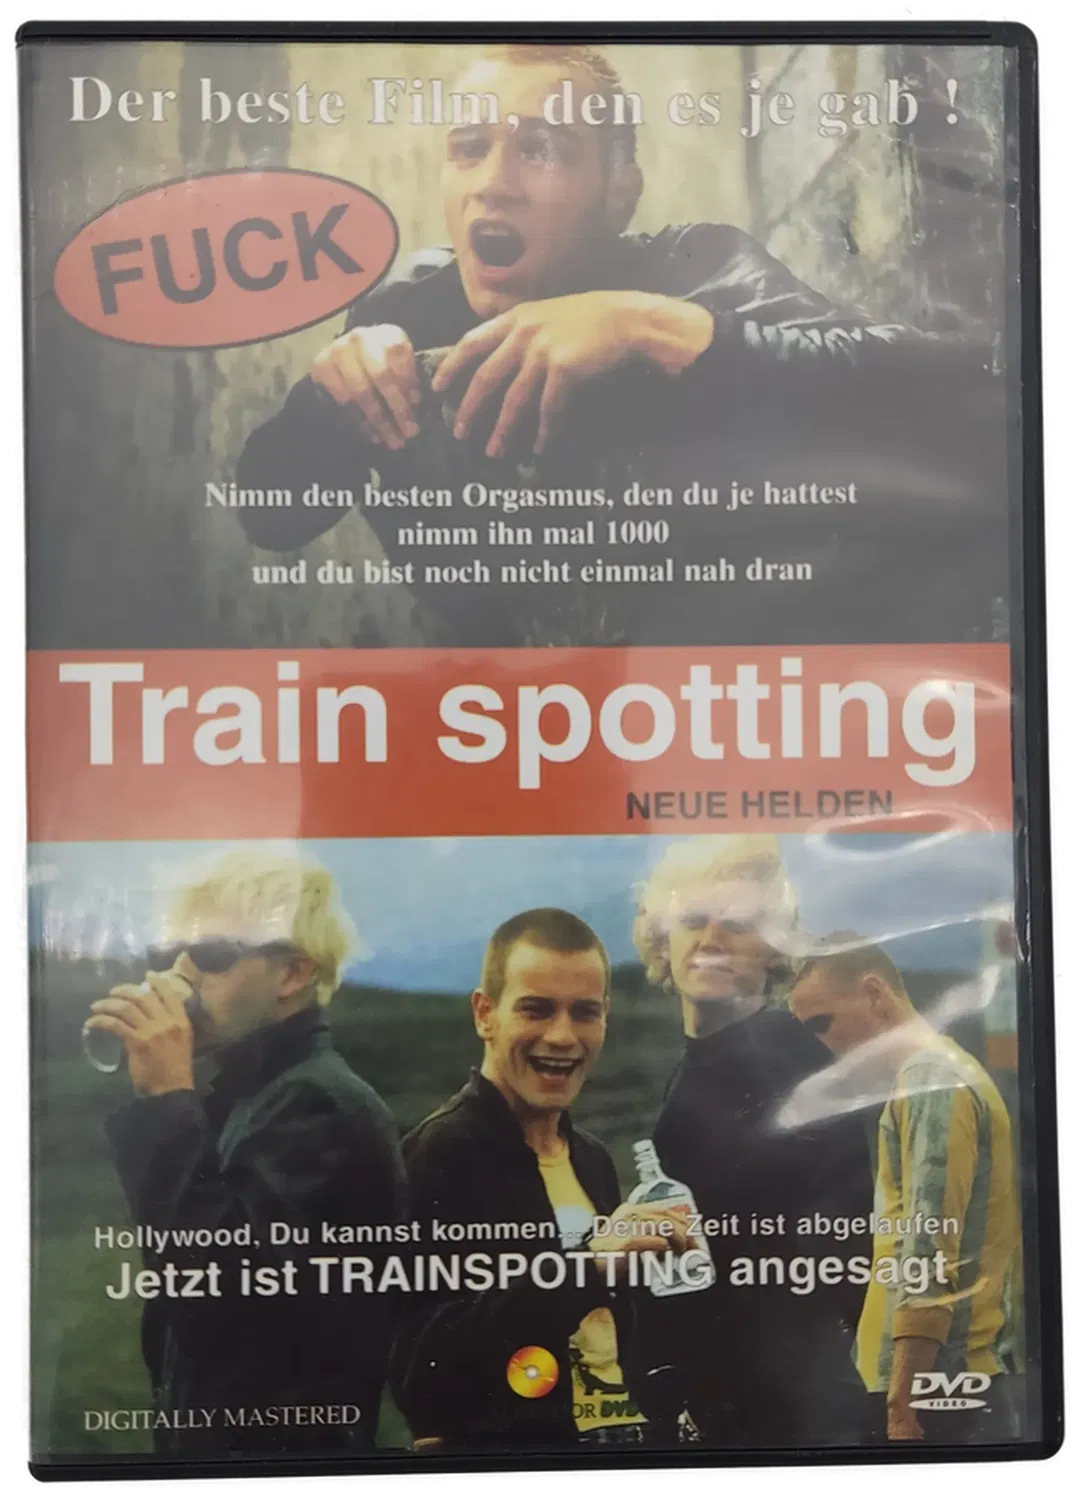 Der beste Film, den es je gab !
FUCK
Nimm den besten Orgasmus, den du je hattest
nimm ihn mal 1000
und du bist noch nicht einmal nah dran
Train spotting
NEUE HELDEN
Hollywood, Du kannst kommen... Deine Zeit ist abgelaufen
Jetzt ist TRAINSPOTTING angesagt
DIGITALLY MASTERED
DVD
DVD
VIDEO